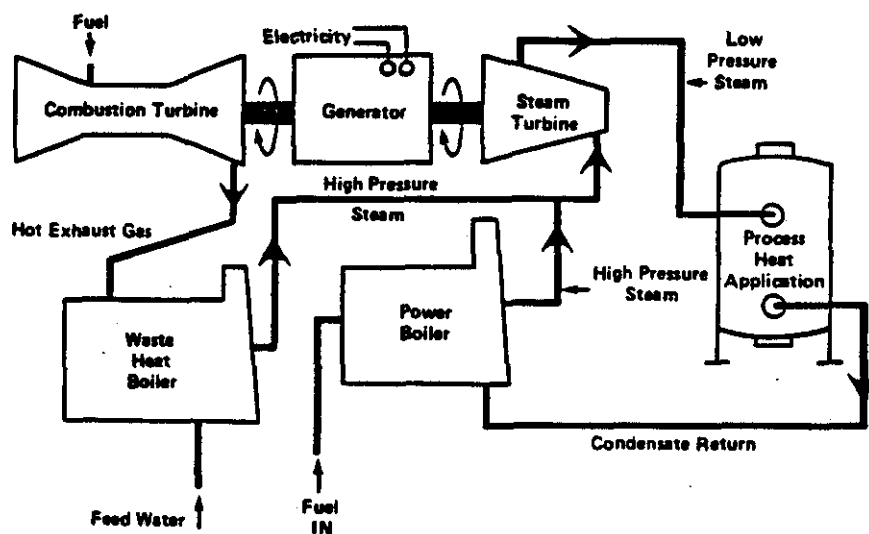 Fuel
Electricity
Low
Pressure
Steam
Combustion Turbine
Generator
Steam
Turbine
High Pressure
Steam
Hot Exhaust Gas
Process
Heat
Application
High Pressure
Steam
Power
Boiler
Waste
Heat
Boiler
Condensate Return
Feed Water
Fuel
IN